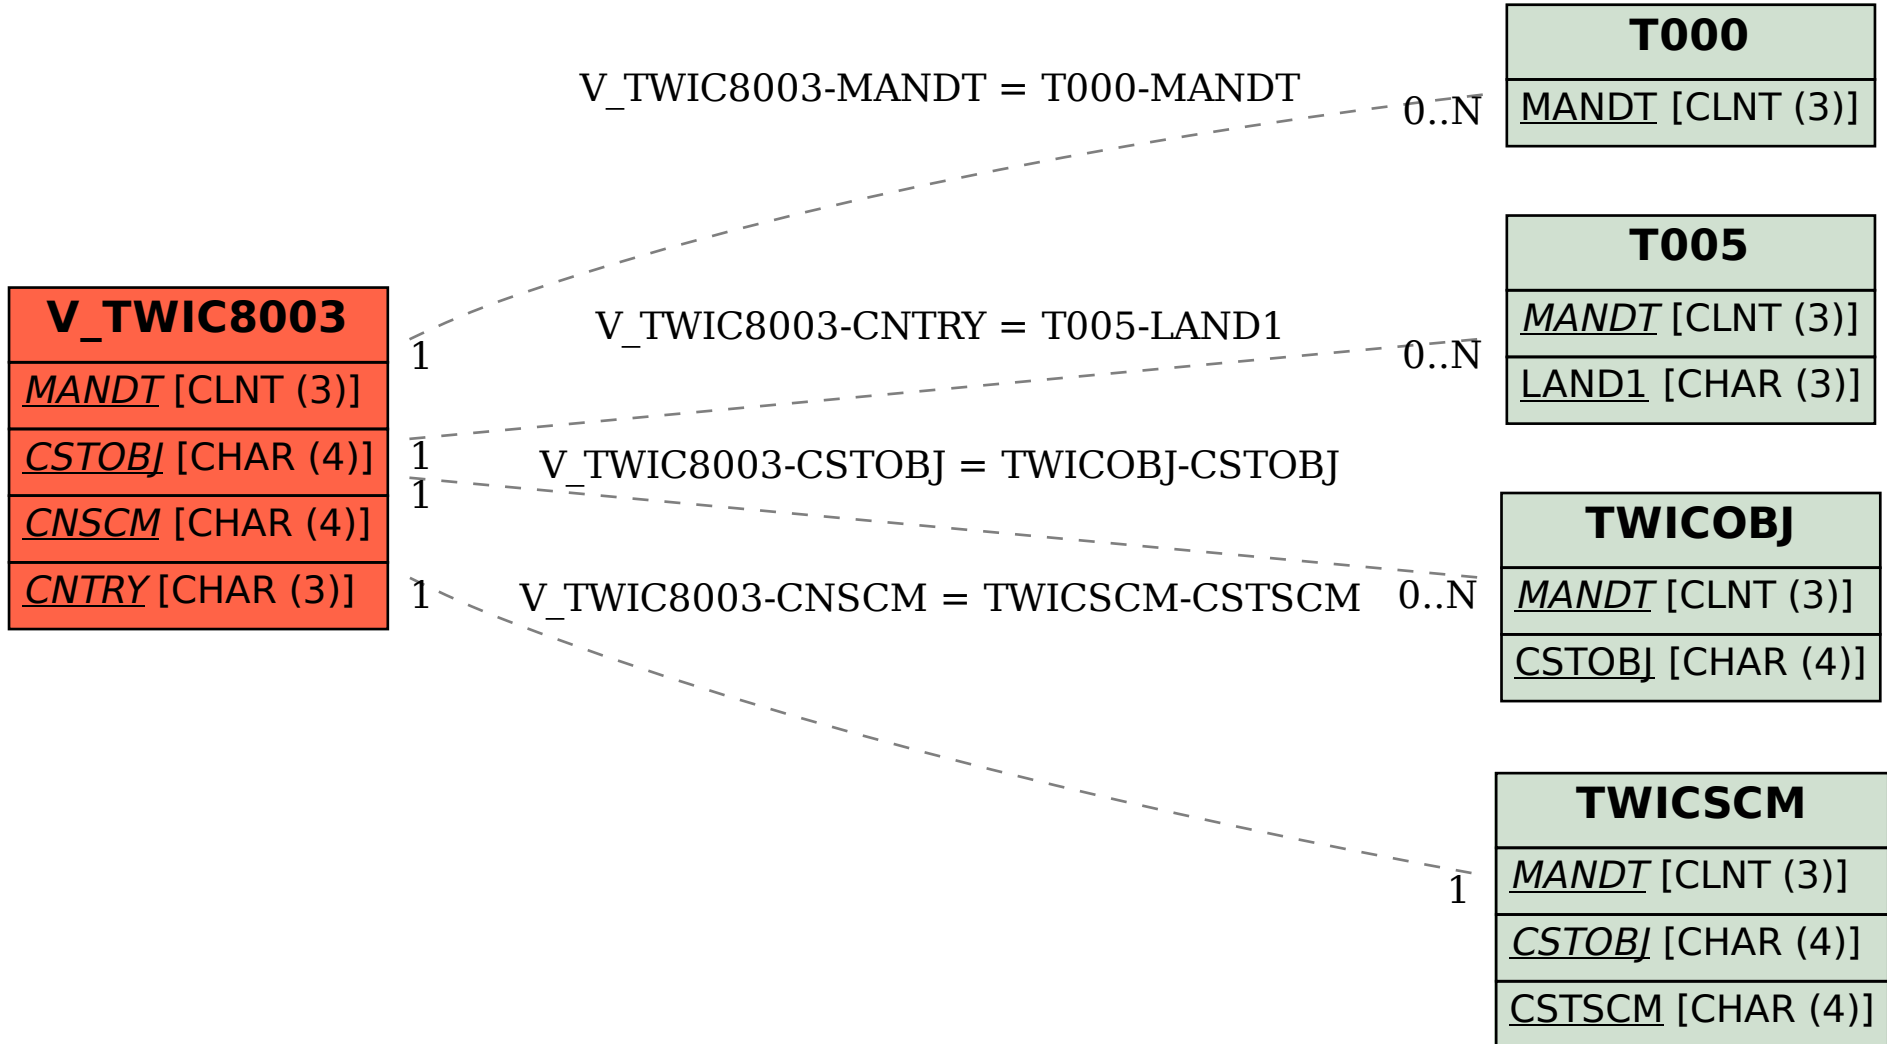 V_TWIC8003
MANDT [CLNT (3)]
CSTOBJ [CHAR (4)]
CNSCM [CHAR (4)]
CNTRY [CHAR (3)]
V_TWIC8003-MANDT = T000-MANDT
1
0..N
V_TWIC8003-CNTRY = T005-LAND1
1
0..N
V_TWIC8003-CSTOBJ = TWICOBJ-CSTOBJ
1
0..N
V_TWIC8003-CNSCM = TWICSCM-CSTSCM
1
1
T000
MANDT [CLNT (3)]
T005
MANDT [CLNT (3)]
LAND1 [CHAR (3)]
TWICOBJ
MANDT [CLNT (3)]
CSTOBJ [CHAR (4)]
TWICSCM
MANDT [CLNT (3)]
CSTOBJ [CHAR (4)]
CSTSCM [CHAR (4)]